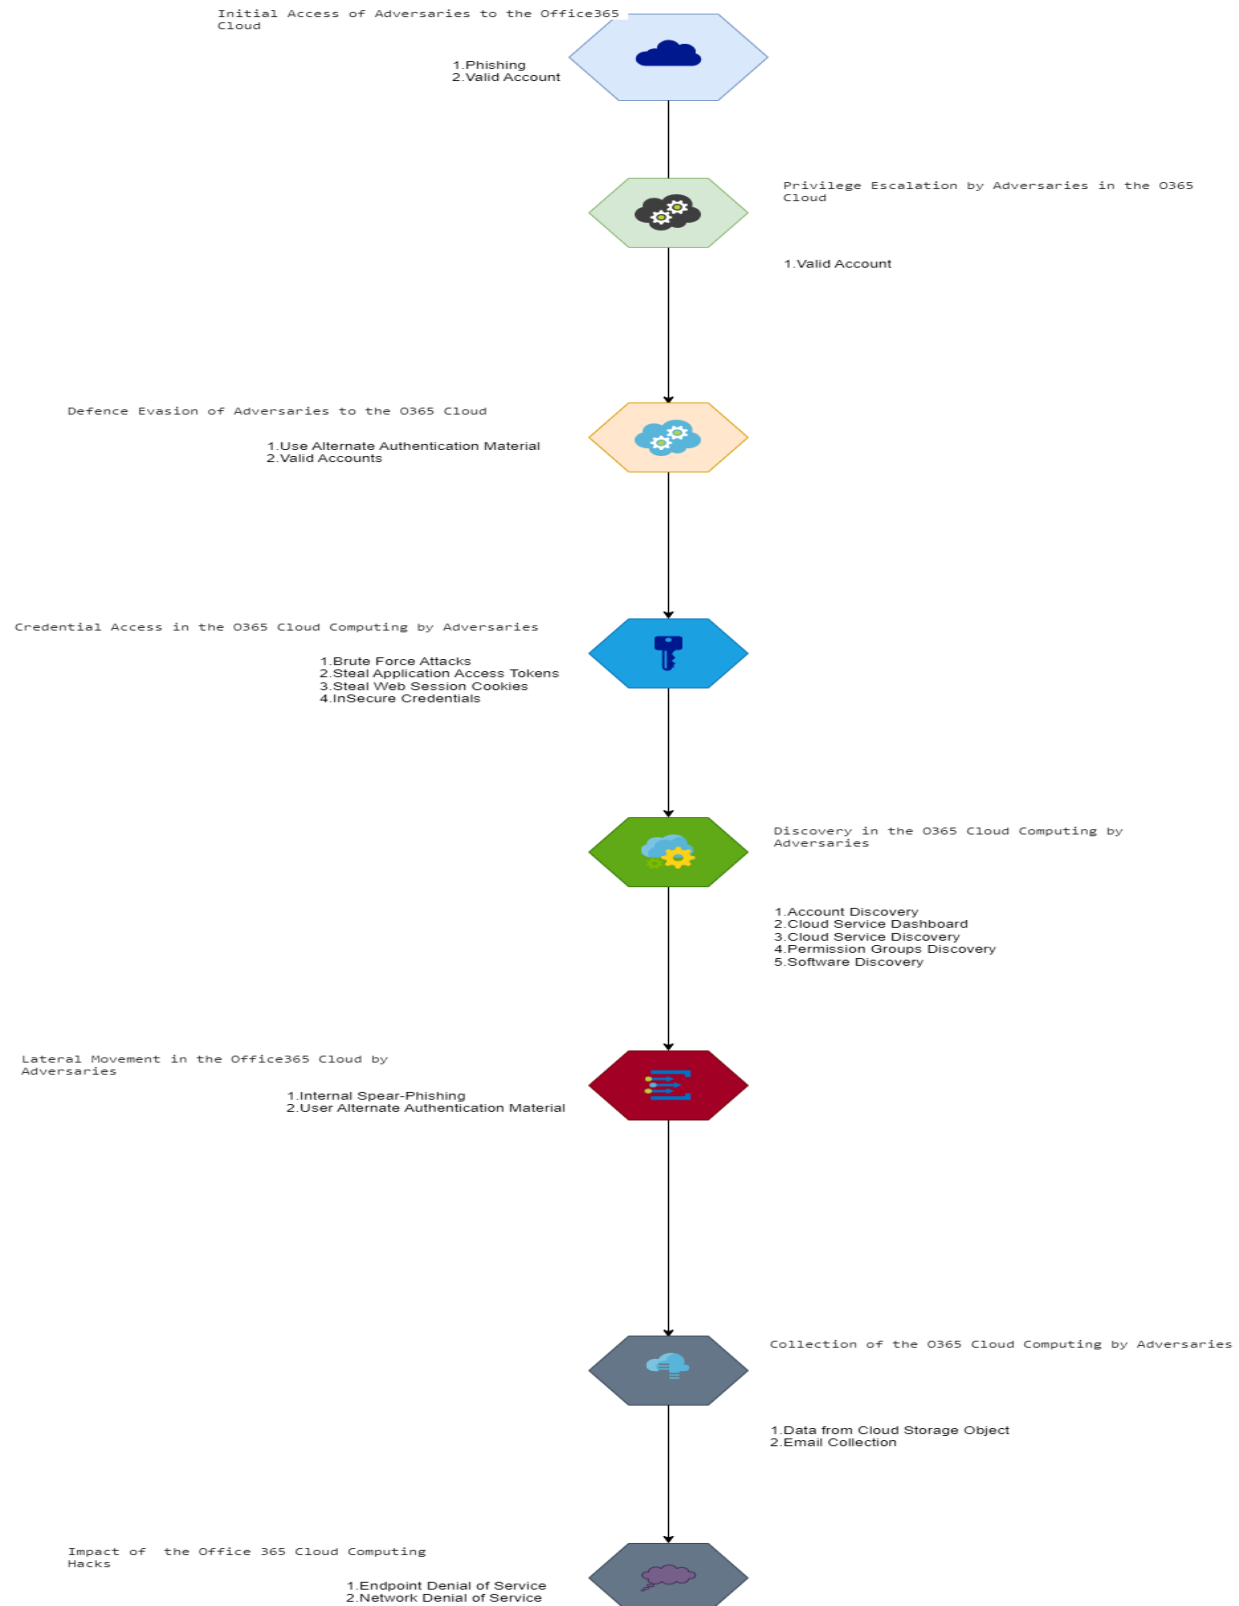 Initial Access of Adversaries to the Office365
Cloud
1.Phishing
2.Valid Account
Privilege Escalation by Adversaries in the O365
Cloud
1.Valid Account
Defence Evasion of Adversaries to the O365 Cloud
1.Use Alternate Authentication Material
2.Valid Accounts
Credential Access in the O365 Cloud Computing by Adversaries
1.Brute Force Attacks
2.Steal Application Access Tokens
3.Steal Web Session Cookies
4.InSecure Credentials
Discovery in the O365 Cloud Computing by
Adversaries
1.Account Discovery
2.Cloud Service Dashboard
3.Cloud Service Discovery
4.Permission Groups Discovery
5.Software Discovery
Lateral Movement in the Office365 Cloud by
Adversaries
1.Internal Spear-Phishing
2.User Alternate Authentication Material
Collection of the O365 Cloud Computing by Adversaries
1.Data from Cloud Storage Object
2.Email Collection
Impact of  the Office 365 Cloud Computing
Hacks
1.Endpoint Denial of Service
2.Network Denial of Service